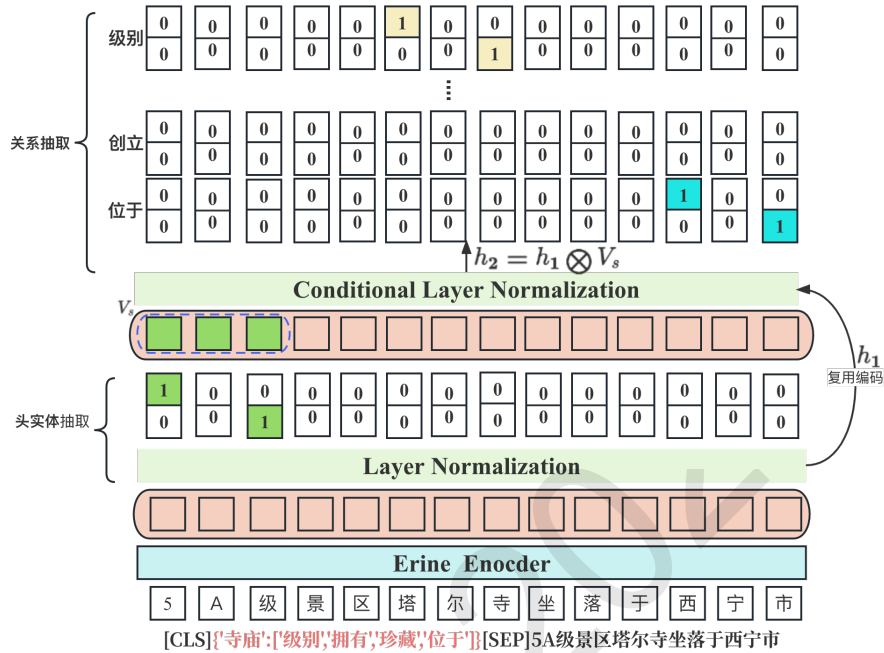 0 0 0 0 0 1 0 0 0 0 0 0 0 0
级别
0 0 0 0 0 0 0 1 0 0 0 0 0 0
0 0 0 0 0 0 0 0 0 0 0 0 0 0
关系抽取 创立
0 0 0 0 0 0 0 0 0 0 0 0 0 0
0 0 0 0 0 0 0 0 0 0 0 1 0 0
位于
0 0 0 0 0 0 0 0 0 0 0 0 0 1
h₂ = h₁ ⊗ Vₛ
Conditional Layer Normalization
Vₛ
h₁
复用编码
1 0 0 0 0 0 0 0 0 0 0 0 0 0
头实体抽取
0 0 1 0 0 0 0 0 0 0 0 0 0 0
Layer Normalization
Erine Enocder
5 A 级 景 区 塔 尔 寺 坐 落 于 西 宁 市
[CLS]{'寺庙':['级别','拥有','珍藏','位于']}[SEP]5A级景区塔尔寺坐落于西宁市